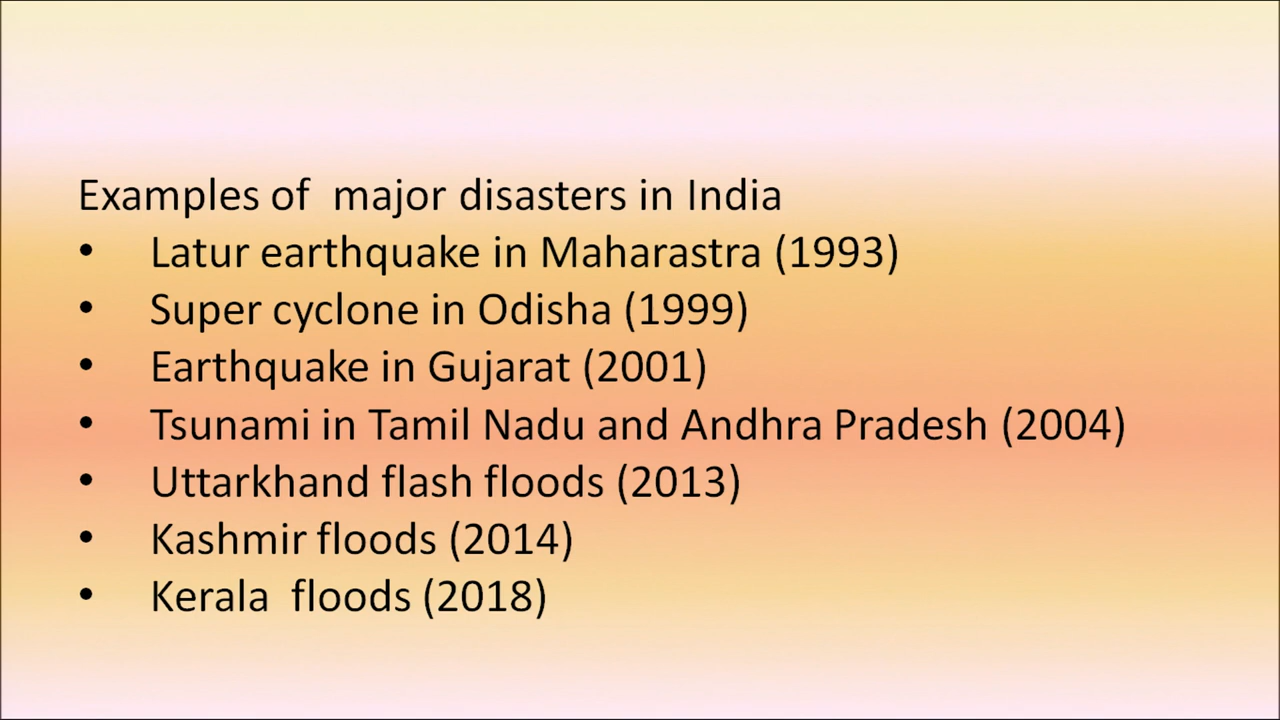 Examples of  major disasters in India
• Latur earthquake in Maharastra (1993)
• Super cyclone in Odisha (1999)
• Earthquake in Gujarat (2001)
• Tsunami in Tamil Nadu and Andhra Pradesh (2004)
• Uttarkhand flash floods (2013)
• Kashmir floods (2014)
• Kerala  floods (2018)